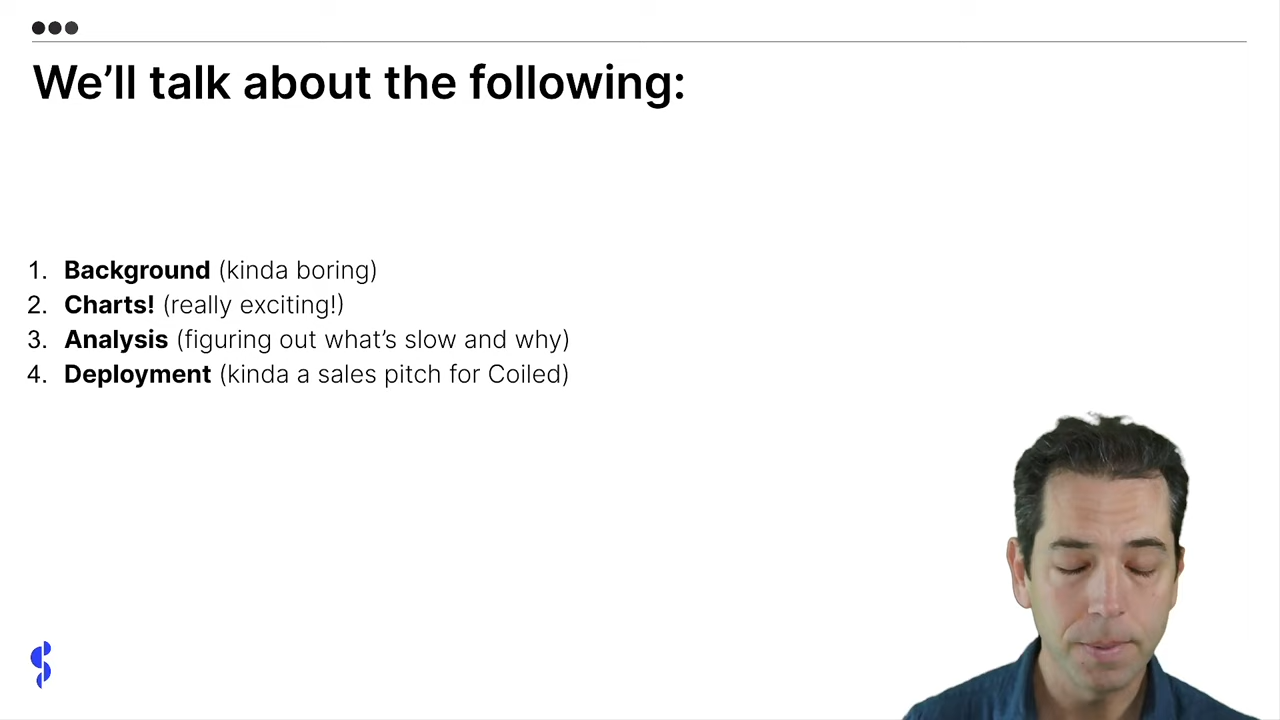 We’ll talk about the following:
1. Background (kinda boring)
2. Charts! (really exciting!)
3. Analysis (figuring out what’s slow and why)
4. Deployment (kinda a sales pitch for Coiled)